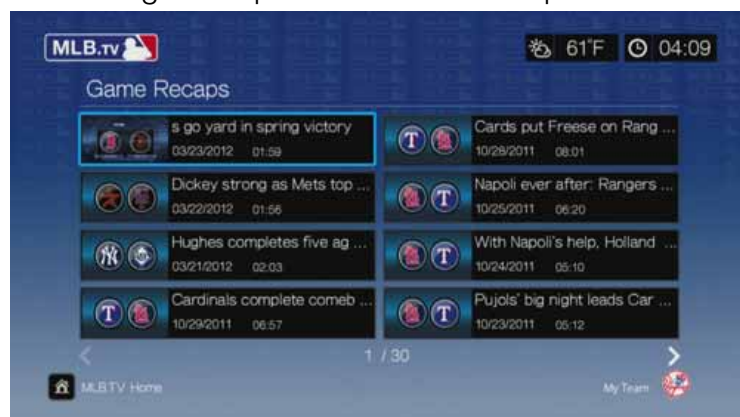 MLB.TV
61°F 04:09
Game Recaps
s go yard in spring victory
03/23/2012 01:59
Dickey strong as Mets top ...
03/22/2012 01:56
Hughes completes five ag ...
03/21/2012 02:03
Cardinals complete comeb ...
10/29/2011 06:57
Cards put Freese on Rang ...
10/28/2011 08:01
Napoli ever after: Rangers ...
10/25/2011 06:20
With Napoli's help, Holland ...
10/24/2011 05:10
Pujols' big night leads Car ...
10/23/2011 05:12
1 / 30
MLB.TV Home
My Team